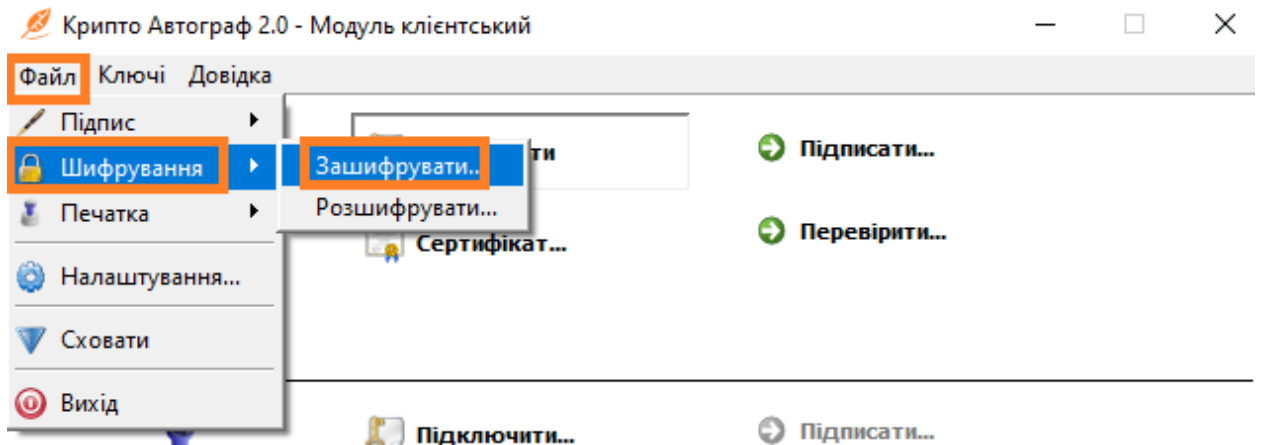 Крипто Автограф 2.0 - Модуль клієнтський
Файл Ключі Довідка
Підпис
Шифрування
Зашифрувати...
Розшифрувати...
Печатка
Налаштування...
Сховати
Вихід
Підписати...
Сертифікат...
Перевірити...
Підключити...
Підписати...